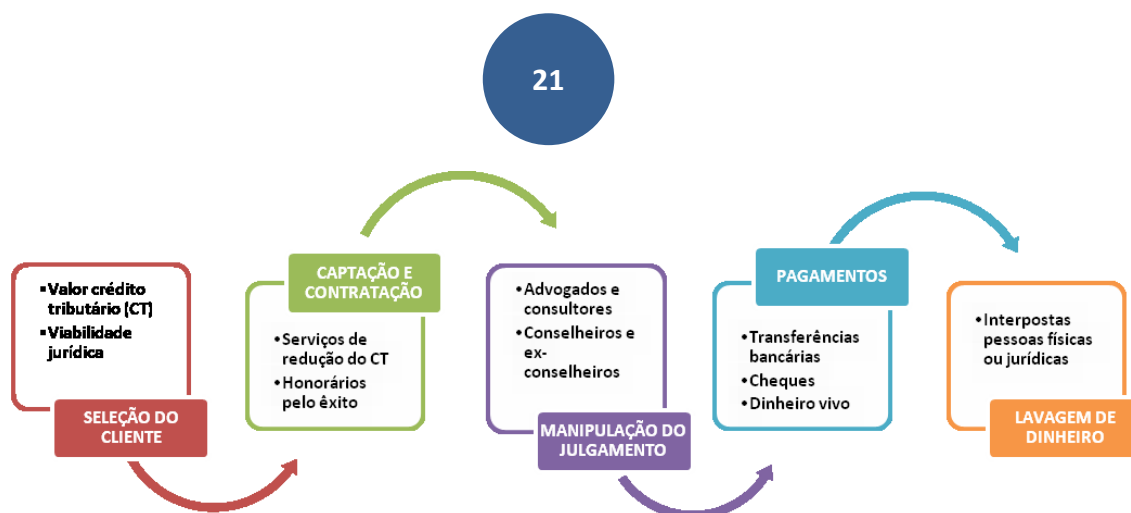 21
▪Valor crédito
tributário (CT)
▪Viabilidade
jurídica
SELEÇÃO DO
CLIENTE
CAPTAÇÃO E
CONTRATAÇÃO
•Serviços de
redução do CT
•Honorários
pelo êxito
•Advogados e
consultores
•Conselheiros e
ex-
conselheiros
MANIPULAÇÃO DO
JULGAMENTO
PAGAMENTOS
•Transferências
bancárias
•Cheques
•Dinheiro vivo
•Interpostas
pessoas físicas
ou jurídicas
LAVAGEM DE
DINHEIRO